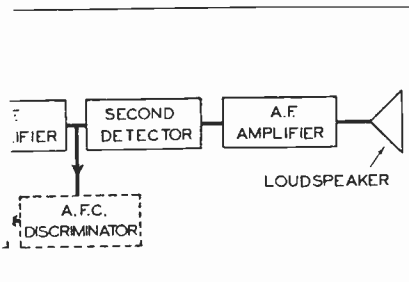 SECOND
DETECTOR
A.F.
AMPLIFIER
LOUDSPEAKER
A.F.C.
DISCRIMINATOR